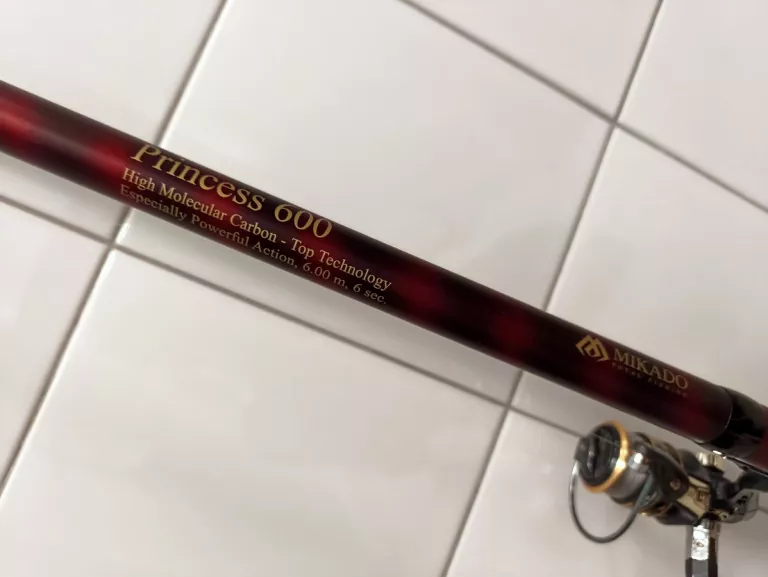 Princess 600
High Molecular Carbon - Top Technology
Especially Powerful Action, 6.00 m, 6 sec.
MIKADO